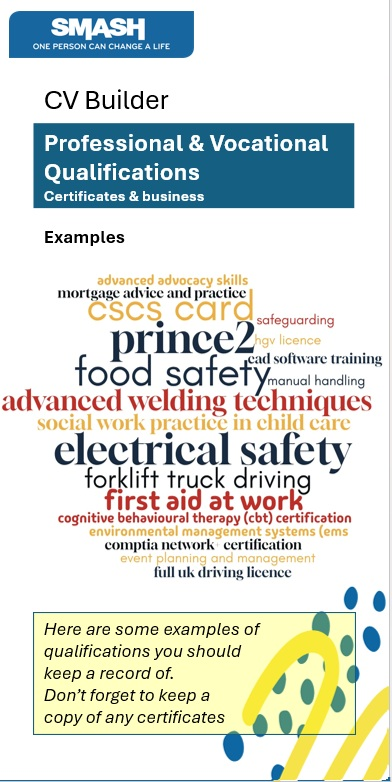 SMASH
ONE PERSON CAN CHANGE A LIFE
CV Builder
Professional & Vocational
Qualifications
Certificates & business
Examples
advanced advocacy skills
mortgage advice and practice
cscs card
safeguarding
prince2
hgv licence
cad software training
food safety
manual handling
advanced welding techniques
social work practice in child care
electrical safety
forklift truck driving
first aid at work
cognitive behavioural therapy (cbt) certification
environmental management systems (ems
comptia network+ certification
event planning and management
full uk driving licence
Here are some examples of
qualifications you should
keep a record of.
Don't forget to keep a
copy of any certificates